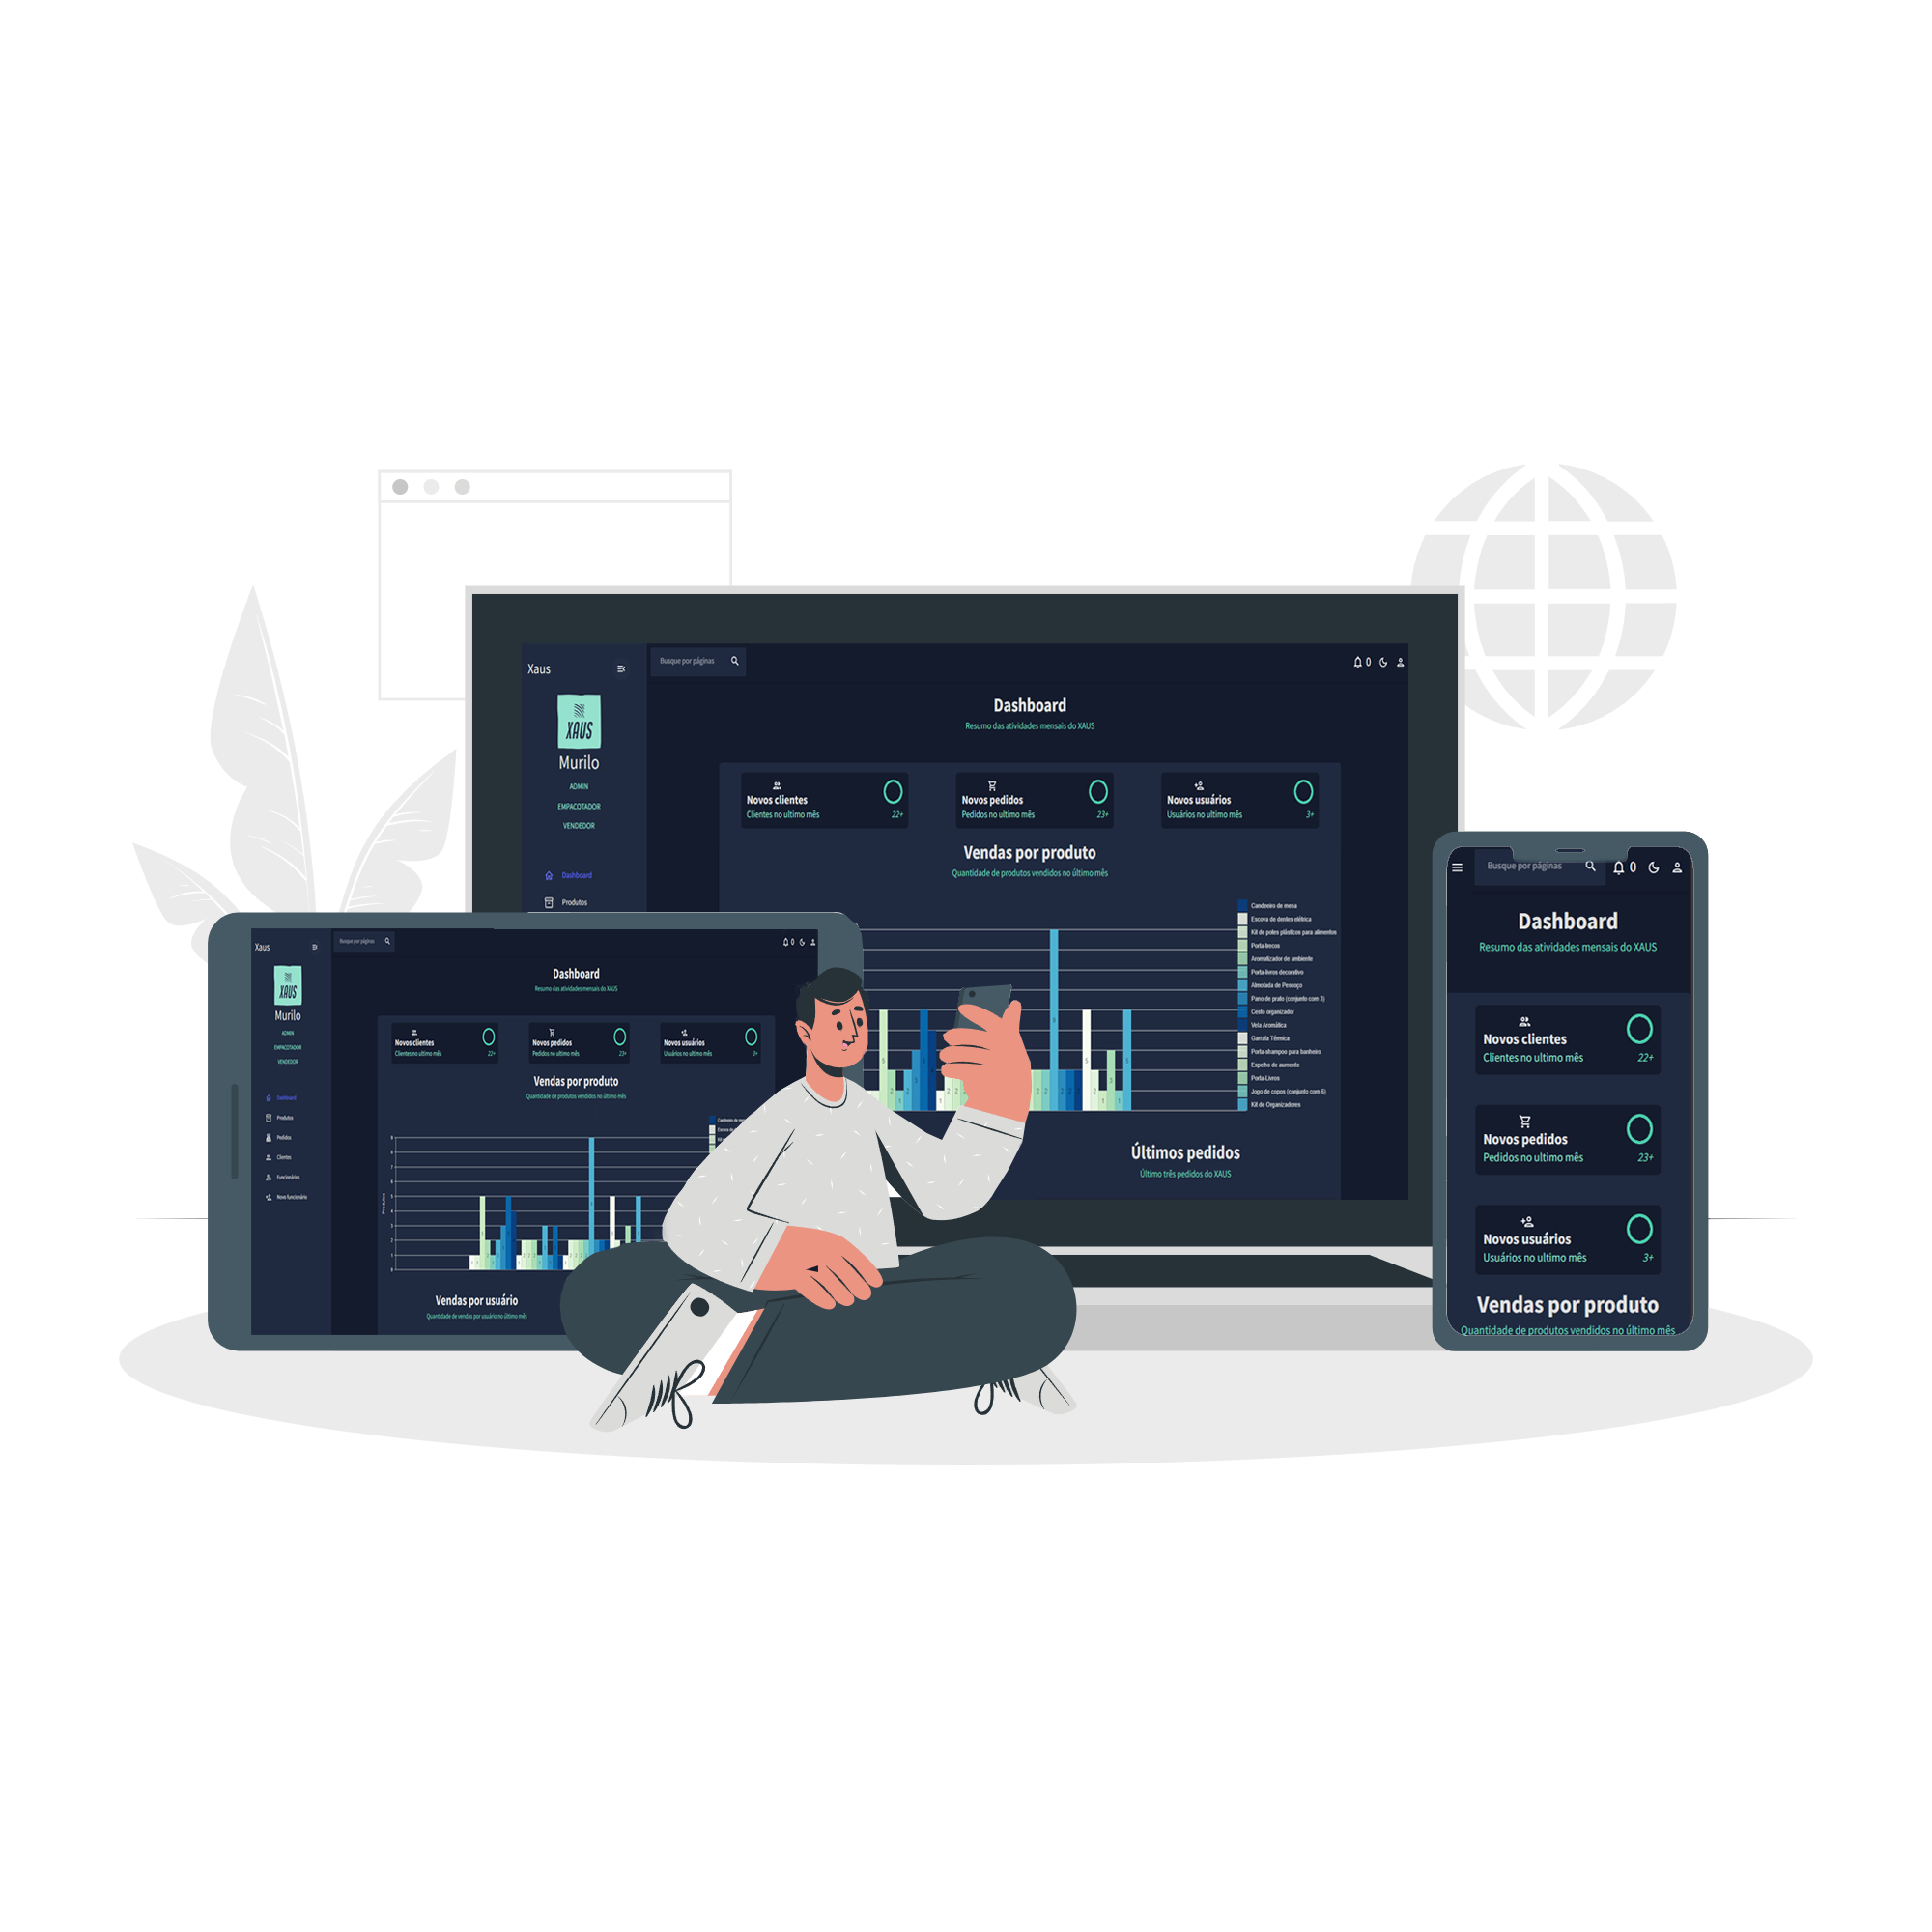 Xaus
Busque por páginas
0
XAUS
Murilo
ADMIN
EMPACOTADOR
VENDEDOR
Dashboard
Produtos
Dashboard
Resumo das atividades mensais do XAUS
Novos clientes
Clientes no ultimo mês
22+
Novos pedidos
Pedidos no ultimo mês
23+
Novos usuários
Usuários no ultimo mês
3+
Vendas por produto
Quantidade de produtos vendidos no último mês
Candeeiro de mesa
Escova de dentes elétrica
Kit de potes plásticos para alimentos
Porta-trecos
Aromatizador de ambiente
Porta-livros decorativo
Almofada de Pescoço
Pano de prato (conjunto com 3)
Cesto organizador
Vela Aromática
Garrafa Térmica
Porta-shampoo para banheiro
Espelho de aumento
Porta-Livros
Jogo de copos (conjunto com 6)
Kit de Organizadores
Últimos pedidos
Último três pedidos do XAUS
Xaus
Busque por páginas
0
XAUS
Murilo
ADMIN
EMPACOTADOR
VENDEDOR
Dashboard
Produtos
Pedidos
Clientes
Funcionários
Novo funcionário
Dashboard
Resumo das atividades mensais do XAUS
Novos clientes
Clientes no ultimo mês
22+
Novos pedidos
Pedidos no ultimo mês
23+
Novos usuários
Usuários no ultimo mês
3+
Vendas por produto
Quantidade de produtos vendidos no último mês
Produtos
Vendas por usuário
Quantidade de vendas por usuário no último mês
Busque por páginas
0
Dashboard
Resumo das atividades mensais do XAUS
Novos clientes
Clientes no ultimo mês
22+
Novos pedidos
Pedidos no ultimo mês
23+
Novos usuários
Usuários no ultimo mês
3+
Vendas por produto
Quantidade de produtos vendidos no último mês